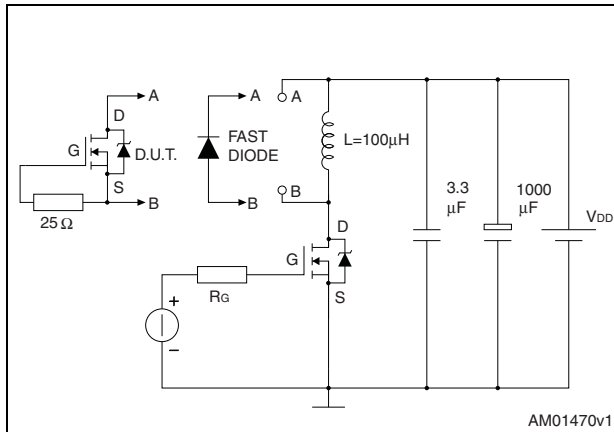 A
D
G
D.U.T.
S
B
25 Ω
A
FAST
DIODE
B
A
L=100µH
B
D
G
S
RG
+
-
3.3
µF
1000
µF
VDD
AM01470v1